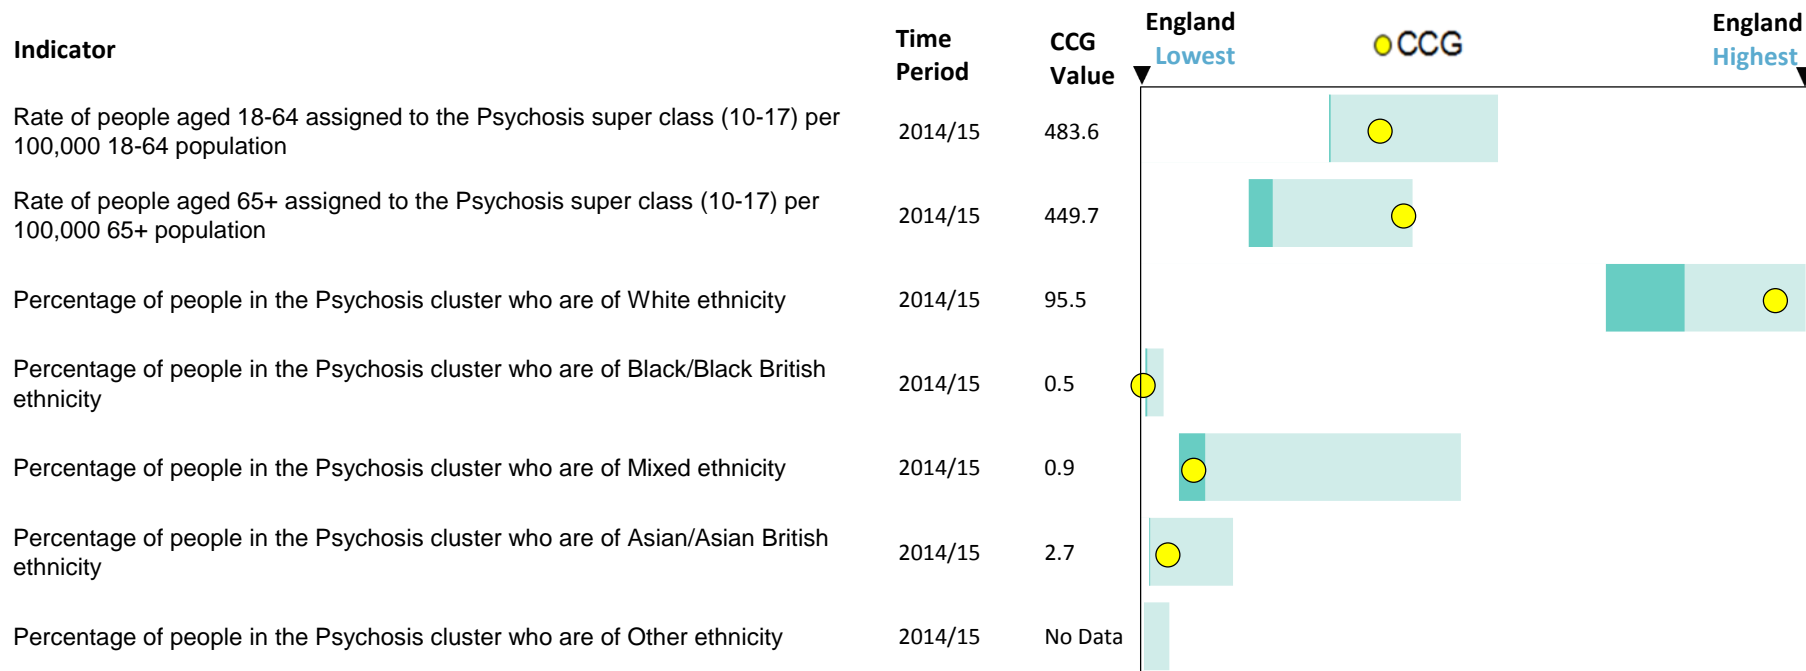 Indicator
Time
Period
CCG
Value
England
Lowest
CCG
England
Highest
Rate of people aged 18-64 assigned to the Psychosis super class (10-17) per
100,000 18-64 population
2014/15
483.6
Rate of people aged 65+ assigned to the Psychosis super class (10-17) per
100,000 65+ population
2014/15
449.7
Percentage of people in the Psychosis cluster who are of White ethnicity
2014/15
95.5
Percentage of people in the Psychosis cluster who are of Black/Black British
ethnicity
2014/15
0.5
Percentage of people in the Psychosis cluster who are of Mixed ethnicity
2014/15
0.9
Percentage of people in the Psychosis cluster who are of Asian/Asian British
ethnicity
2014/15
2.7
Percentage of people in the Psychosis cluster who are of Other ethnicity
2014/15
No Data